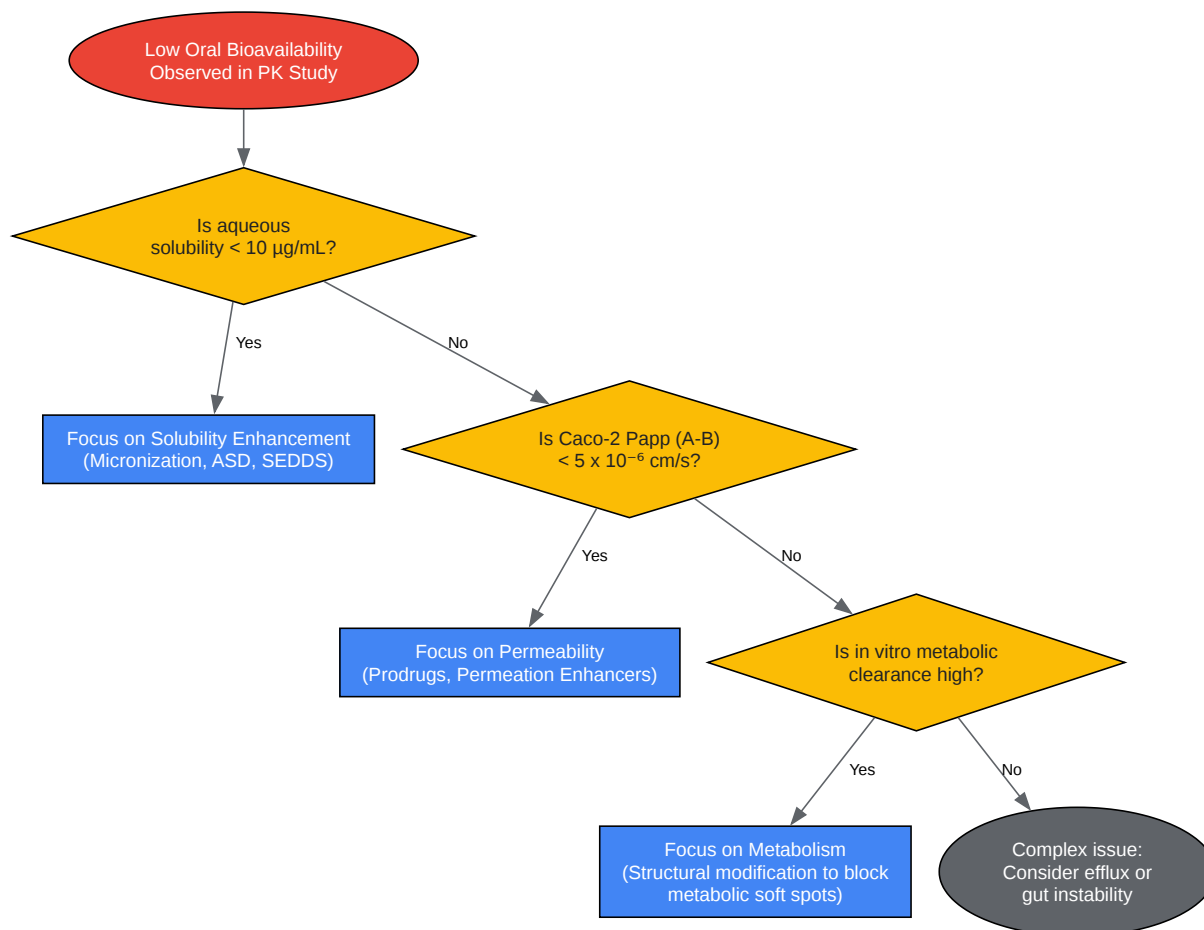 Low Oral Bioavailability
Observed in PK Study
Is aqueous
solubility < 10 µg/mL?
Yes
No
Focus on Solubility Enhancement
(Micronization, ASD, SEDDS)
Is Caco-2 Papp (A-B)
< 5 x 10⁻⁶ cm/s?
Yes
No
Focus on Permeability
(Prodrugs, Permeation Enhancers)
Is in vitro metabolic
clearance high?
Yes
No
Focus on Metabolism
(Structural modification to block
metabolic soft spots)
Complex issue:
Consider efflux or
gut instability